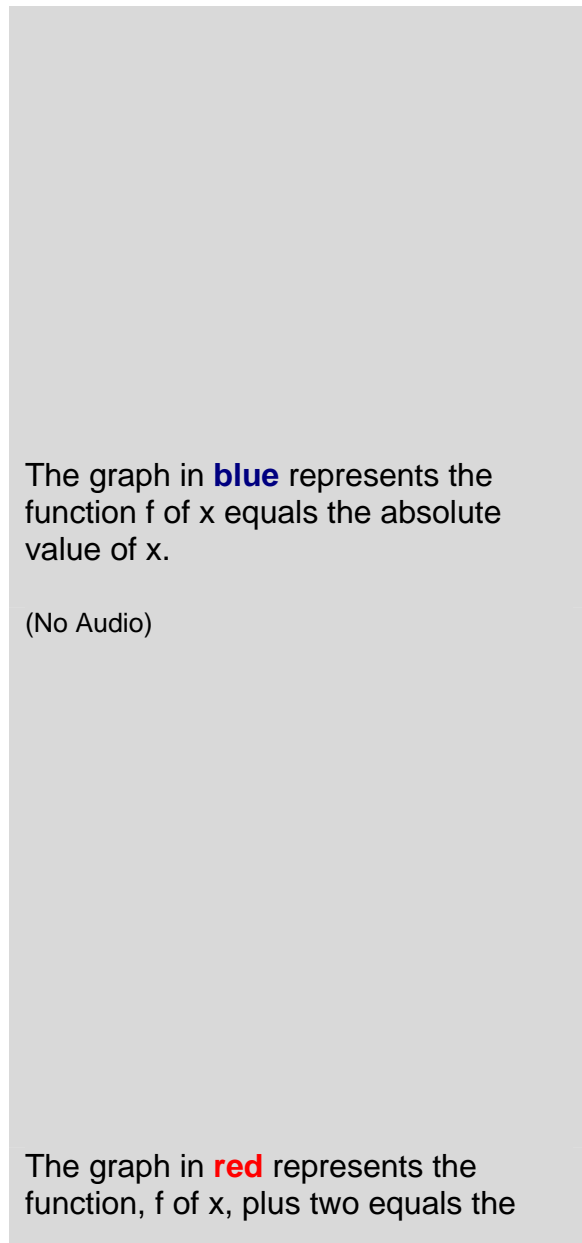 The graph in blue represents the
function f of x equals the absolute
value of x.
(No Audio)
The graph in red represents the
function, f of x, plus two equals the